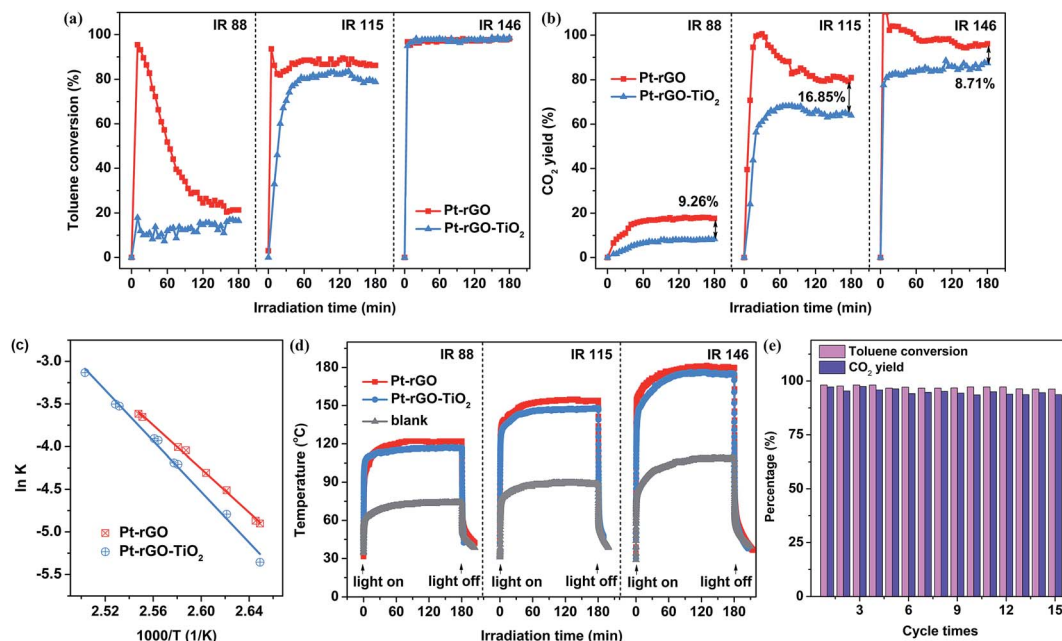 (a) IR 88 IR 115 IR 146
Toluene conversion (%)
100
80
60
40
20
0
Pt-rGO
Pt-rGO-TiO₂
0 60 120 180 0 60 120 180 0 60 120 180
Irradiation time (min)
(b) IR 88 IR 115 IR 146
CO₂ yield (%)
100
80
60
40
20
0
Pt-rGO
Pt-rGO-TiO₂
9.26%
16.85%
8.71%
0 60 120 180 0 60 120 180 0 60 120 180
Irradiation time (min)
(c)
ln K
-3.0
-3.5
-4.0
-4.5
-5.0
-5.5
Pt-rGO
Pt-rGO-TiO₂
2.52 2.56 2.60 2.64
1000/T (1/K)
(d) IR 88 IR 115 IR 146
Temperature (°C)
180
150
120
90
60
30
Pt-rGO
Pt-rGO-TiO₂
blank
light on light off light on light off light on light off
0 60 120 180 0 60 120 180 0 60 120 180
Irradiation time (min)
(e)
Toluene conversion
CO₂ yield
Percentage (%)
100
75
50
25
0
3 6 9 12 15
Cycle times